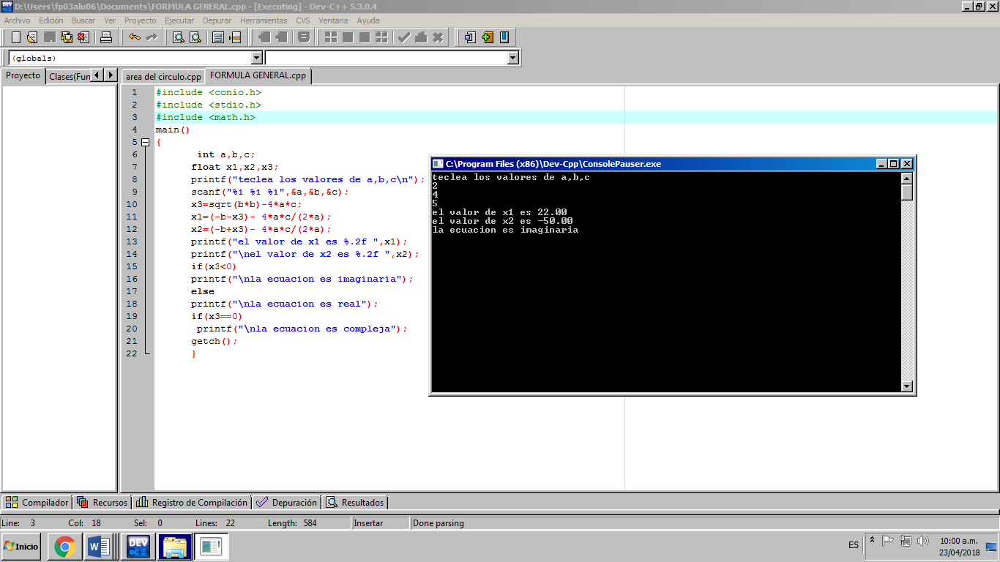 D:\Users\fp03alu06\Documents\FORMULA GENERAL.cpp - [Executing] - Dev-C++ 5.3.0.4
Archivo Edición Buscar Ver Proyecto Ejecutar Depurar Herramientas CVS Ventana Ayuda
(globals)
Proyecto Clases(Fun area del circulo.cpp FORMULA GENERAL.cpp
1 #include <conio.h>
2 #include <stdio.h>
3 #include <math.h>
4 main()
5 {
6 int a,b,c;
7 float x1,x2,x3;
8 printf("teclea los valores de a,b,c\n");
9 scanf("%i %i %i",&a,&b,&c);
10 x3=sqrt(b*b)-4*a*c;
11 x1=(-b-x3)- 4*a*c/(2*a);
12 x2=(-b+x3)- 4*a*c/(2*a);
13 printf("el valor de x1 es %.2f ",x1);
14 printf("\nel valor de x2 es %.2f ",x2);
15 if(x3<0)
16 printf("\nla ecuacion es imaginaria");
17 else
18 printf("\nla ecuacion es real");
19 if(x3==0)
20 printf("\nla ecuacion es compleja");
21 getch();
22 }
C:\Program Files (x86)\Dev-Cpp\ConsolePauser.exe
teclea los valores de a,b,c
2
4
5
el valor de x1 es 22.00
el valor de x2 es -50.00
la ecuacion es imaginaria
Compilador Recursos Registro de Compilación Depuración Resultados
Line: 3 Col: 18 Sel: 0 Lines: 22 Length: 584 Insertar Done parsing
Inicio DEV C++ ES 10:00 a.m.
23/04/2018